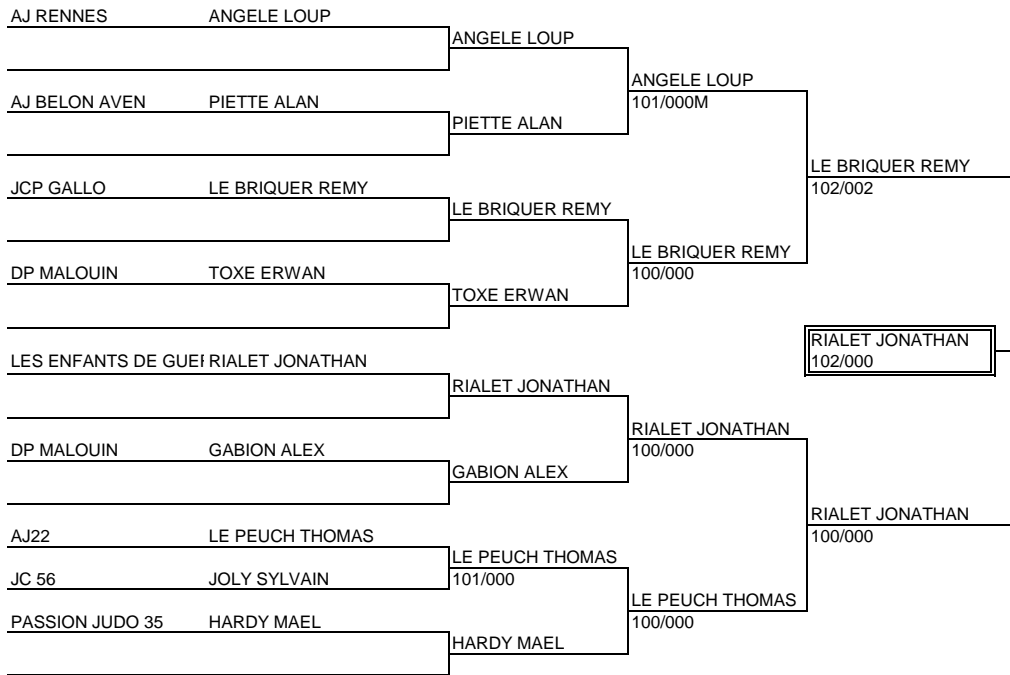 AJ RENNES ANGELE LOUP
ANGELE LOUP
ANGELE LOUP
101/000M
AJ BELON AVEN PIETTE ALAN
PIETTE ALAN
LE BRIQUER REMY
102/002
JCP GALLO LE BRIQUER REMY
LE BRIQUER REMY
LE BRIQUER REMY
100/000
DP MALOUIN TOXE ERWAN
TOXE ERWAN
RIALET JONATHAN
102/000
LES ENFANTS DE GUE RIALET JONATHAN
RIALET JONATHAN
RIALET JONATHAN
100/000
DP MALOUIN GABION ALEX
GABION ALEX
RIALET JONATHAN
100/000
AJ22 LE PEUCH THOMAS
LE PEUCH THOMAS
101/000
JC 56 JOLY SYLVAIN
LE PEUCH THOMAS
100/000
PASSION JUDO 35 HARDY MAEL
HARDY MAEL